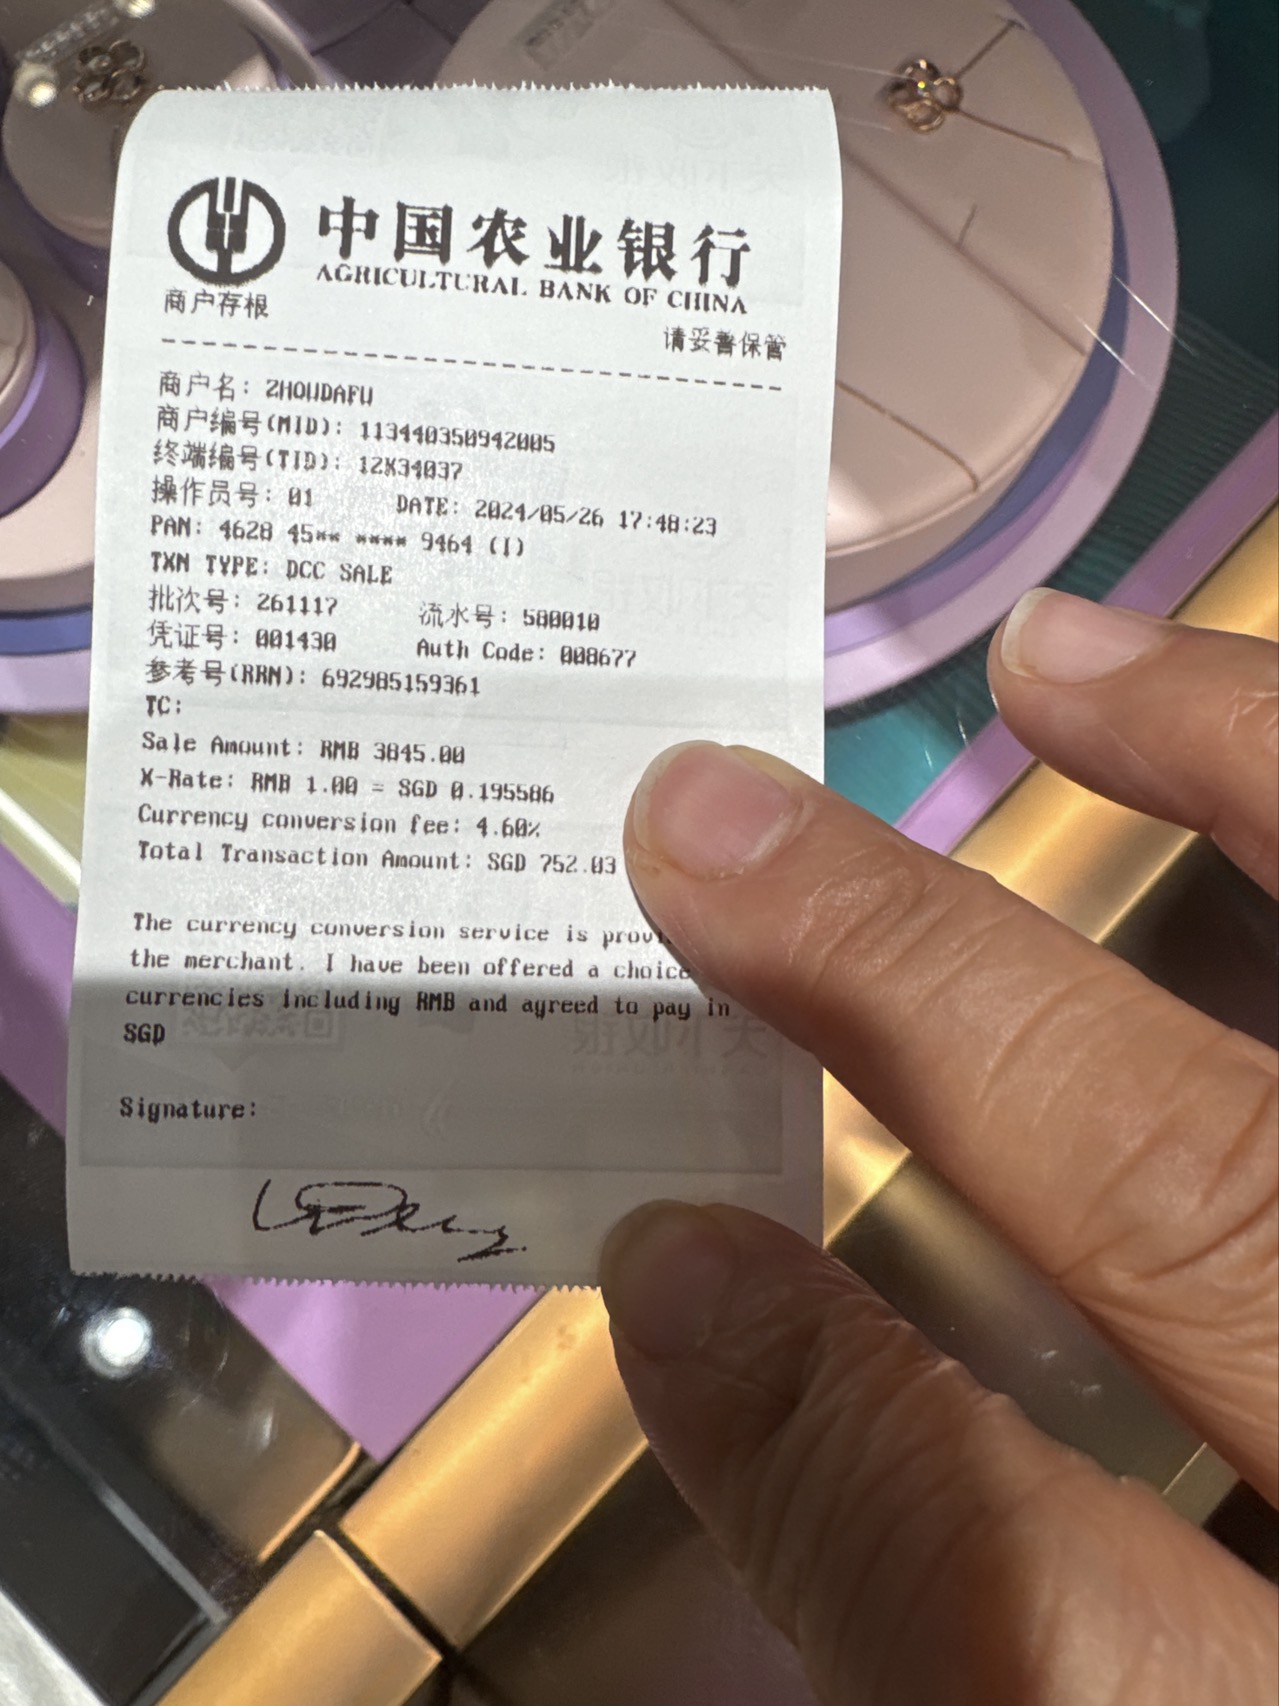 中国农业银行
AGRICULTURAL BANK OF CHINA
商户存根
请妥善保管
商户名: ZHOUDAFU
商户编号(MID): 113440350942005
终端编号(TID): 12X34037
操作员号: 01 DATE: 2024/05/26 17:48:23
PAN: 4628 45** **** 9464 (I)
TXN TYPE: DCC SALE
批次号: 261117 流水号: 580010
凭证号: 001430 Auth Code: 008677
参考号(RRN): 692985159361
TC:
Sale Amount: RMB 3845.00
X-Rate: RMB 1.00 = SGD 0.195586
Currency conversion fee: 4.60%
Total Transaction Amount: SGD 752.03
The currency conversion service is
the merchant. I have been offered a choice
currencies including RMB and agreed to pay in
SGD
Signature: